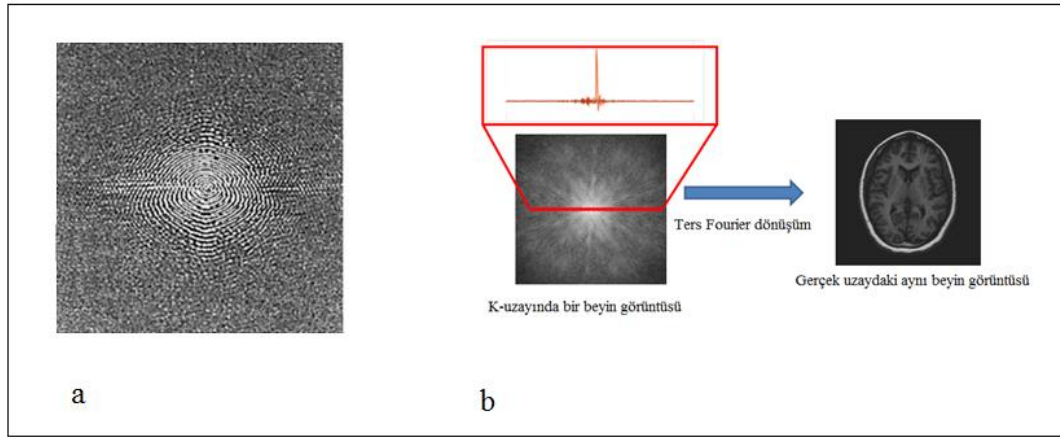 Ters Fourier dönüşüm
K-uzayında bir beyin görüntüsü
Gerçek uzaydaki aynı beyin görüntüsü
a
b